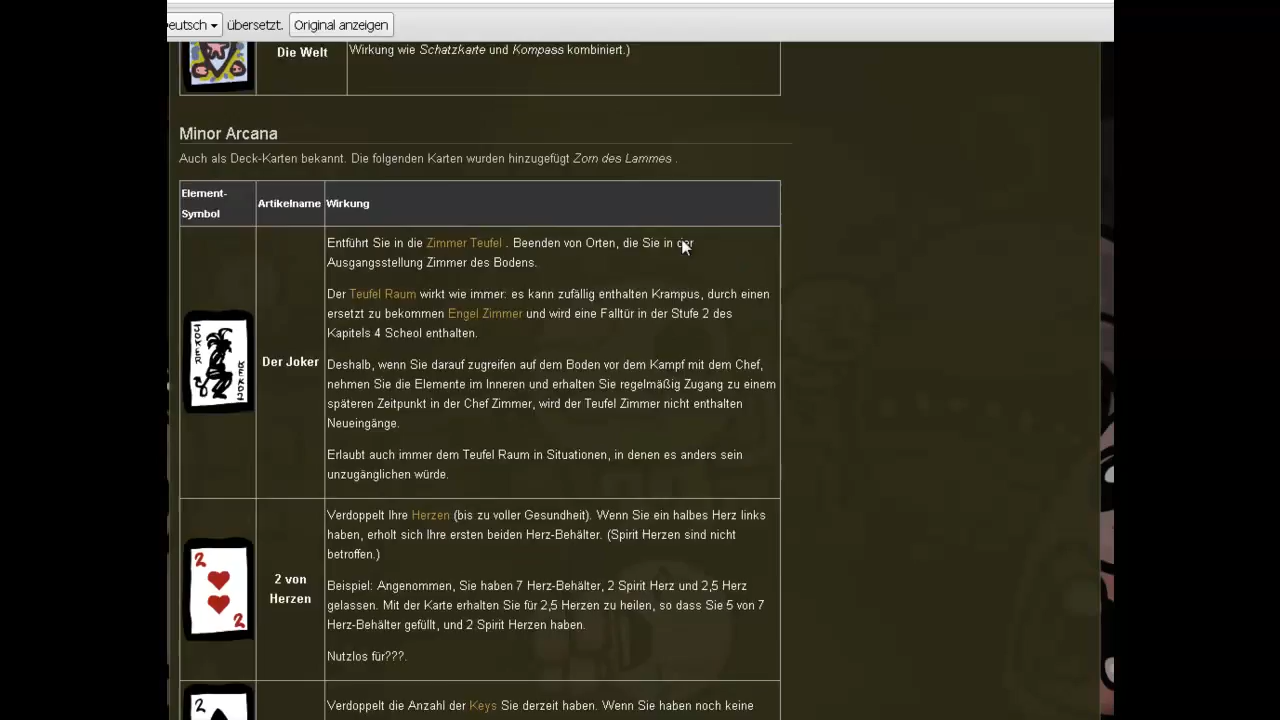 eutsch übersetzt. Original anzeigen
Die Welt
Wirkung wie Schatzkarte und Kompass kombiniert.)
Minor Arcana
Auch als Deck-Karten bekannt. Die folgenden Karten wurden hinzugefügt Zorn des Lammes .
Element-
Symbol
Artikelname
Wirkung
JOKER
JOKER
Der Joker
Entführt Sie in die Zimmer Teufel . Beenden von Orten, die Sie in der
Ausgangsstellung Zimmer des Bodens.
Der Teufel Raum wirkt wie immer: es kann zufällig enthalten Krampus, durch einen
ersetzt zu bekommen Engel Zimmer und wird eine Falltür in der Stufe 2 des
Kapitels 4 Scheol enthalten.
Deshalb, wenn Sie darauf zugreifen auf dem Boden vor dem Kampf mit dem Chef,
nehmen Sie die Elemente im Inneren und erhalten Sie regelmäßig Zugang zu einem
späteren Zeitpunkt in der Chef Zimmer, wird der Teufel Zimmer nicht enthalten
Neueingänge.
Erlaubt auch immer dem Teufel Raum in Situationen, in denen es anders sein
unzugänglichen würde.
2
2
2 von
Herzen
Verdoppelt Ihre Herzen (bis zu voller Gesundheit). Wenn Sie ein halbes Herz links
haben, erholt sich Ihre ersten beiden Herz-Behälter. (Spirit Herzen sind nicht
betroffen.)
Beispiel: Angenommen, Sie haben 7 Herz-Behälter, 2 Spirit Herz und 2,5 Herz
gelassen. Mit der Karte erhalten Sie für 2,5 Herzen zu heilen, so dass Sie 5 von 7
Herz-Behälter gefüllt, und 2 Spirit Herzen haben.
Nutzlos für???.
2
Verdoppelt die Anzahl der Keys Sie derzeit haben. Wenn Sie haben noch keine